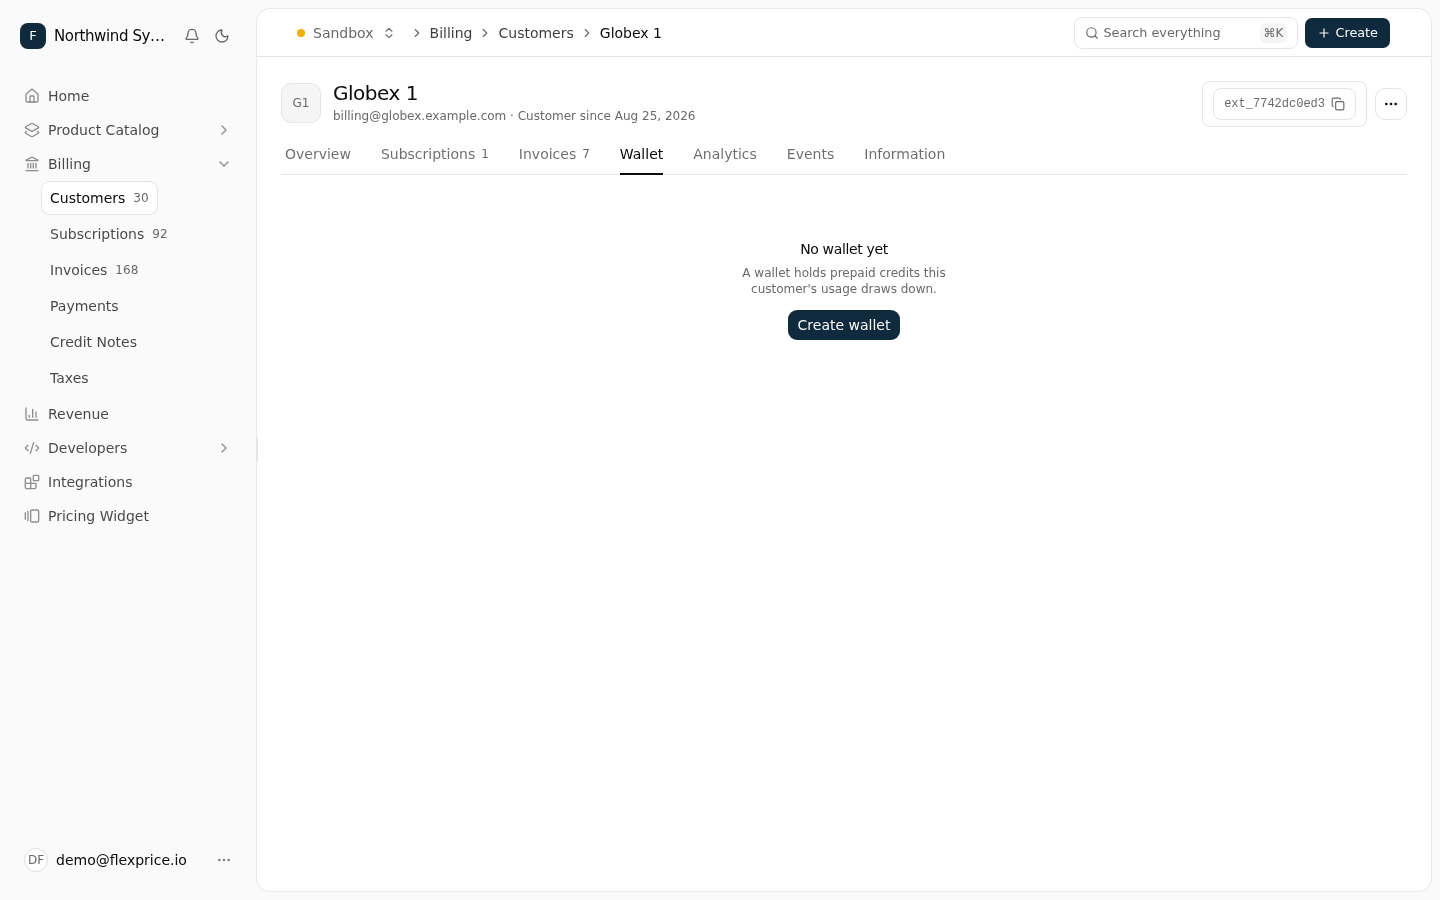 F Northwind Sy...
Home
Product Catalog
Billing
Customers 30
Subscriptions 92
Invoices 168
Payments
Credit Notes
Taxes
Revenue
Developers
Integrations
Pricing Widget
DF demo@flexprice.io
Sandbox Billing Customers Globex 1
Search everything ⌘K
Create
G1
Globex 1
billing@globex.example.com · Customer since Aug 25, 2026
ext_7742dc0ed3
Overview Subscriptions 1 Invoices 7 Wallet Analytics Events Information
No wallet yet
A wallet holds prepaid credits this
customer's usage draws down.
Create wallet